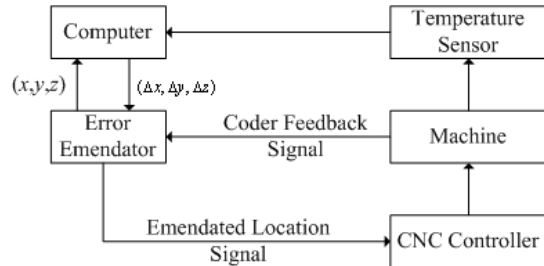 Computer
Temperature
Sensor
(x,y,z)
(Δx, Δy, Δz)
Error
Emendator
Coder Feedback
Signal
Machine
Emendated Location
Signal
CNC Controller